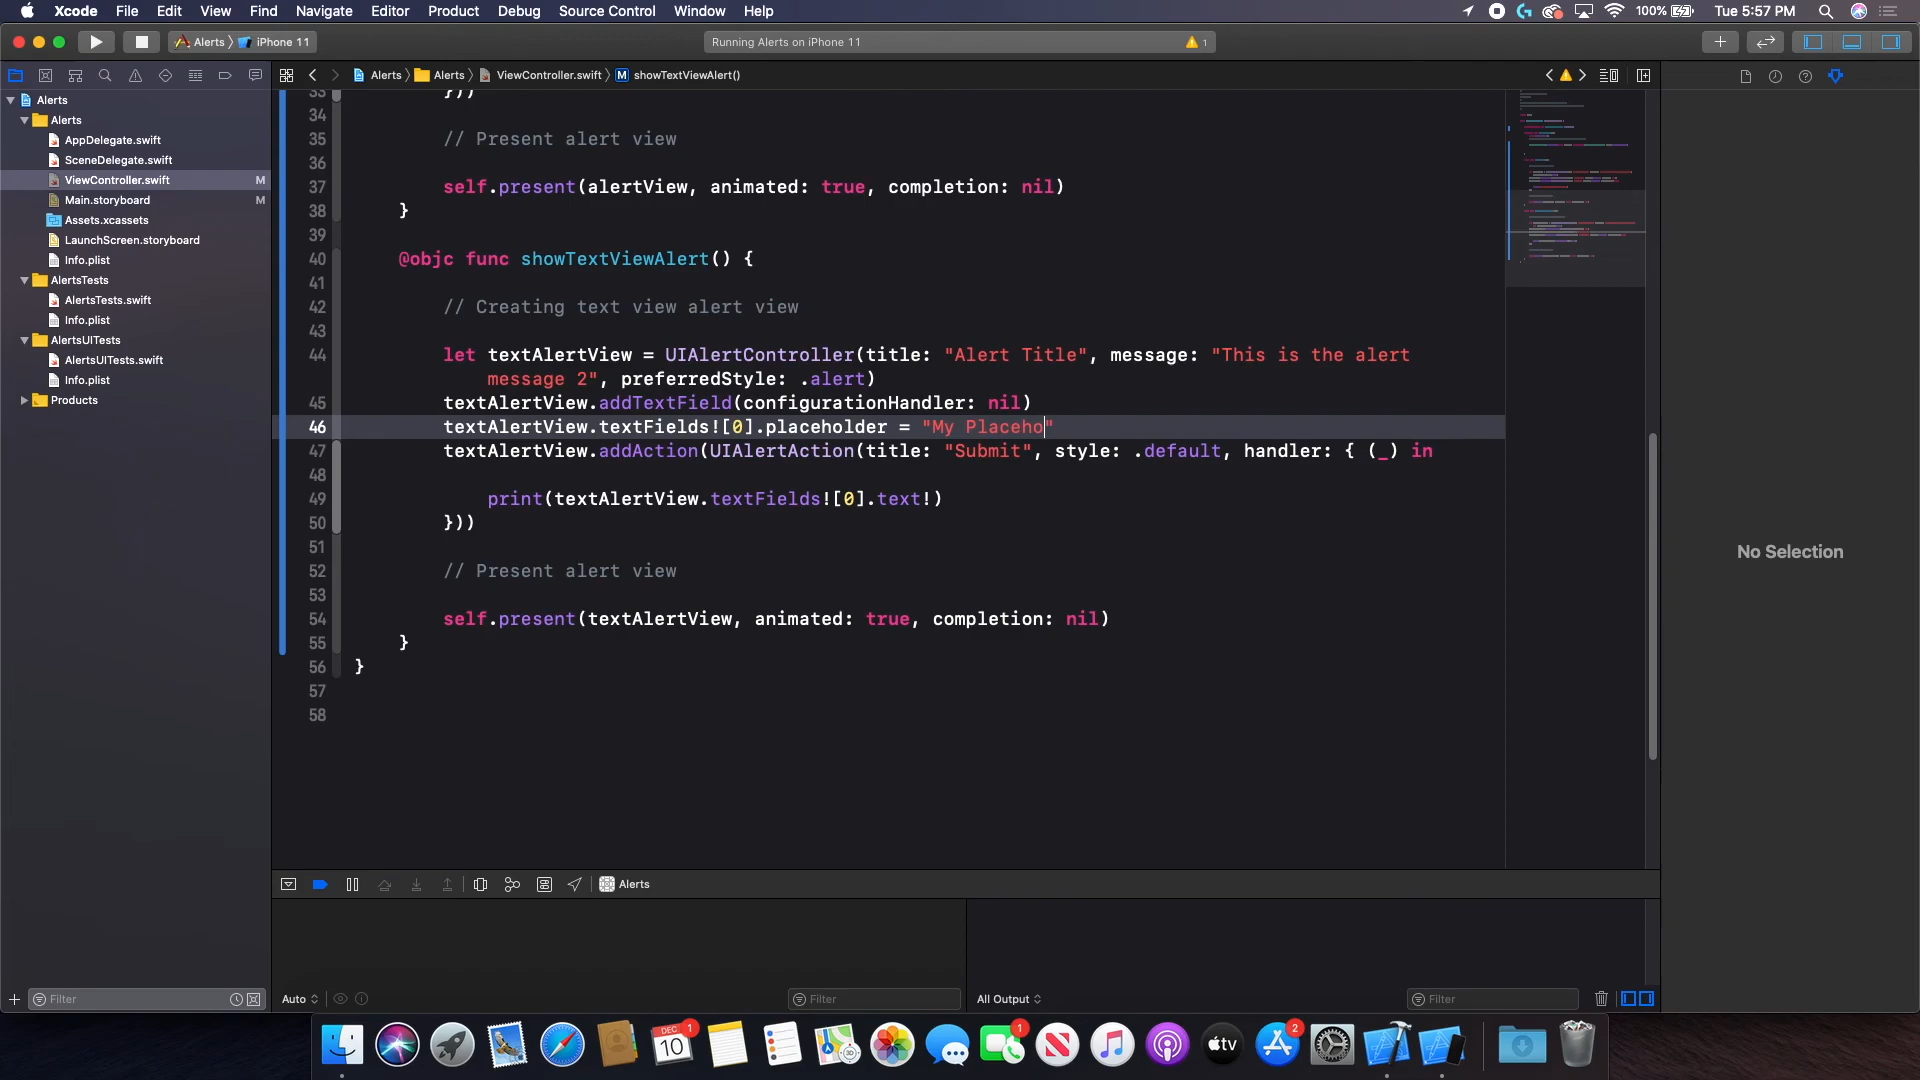 Xcode File Edit View Find Navigate Editor Product Debug Source Control Window Help
100% Tue 5:57 PM
Alerts iPhone 11
Running Alerts on iPhone 11
1
Alerts Alerts ViewController.swift M showTextViewAlert()
Alerts
Alerts
AppDelegate.swift
SceneDelegate.swift
ViewController.swift M
Main.storyboard M
Assets.xcassets
LaunchScreen.storyboard
Info.plist
AlertsTests
AlertsTests.swift
Info.plist
AlertsUITests
AlertsUITests.swift
Info.plist
Products
33 }))
34
35 // Present alert view
36
37 self.present(alertView, animated: true, completion: nil)
38 }
39
40 @objc func showTextViewAlert() {
41
42 // Creating text view alert view
43
44 let textAlertView = UIAlertController(title: "Alert Title", message: "This is the alert
message 2", preferredStyle: .alert)
45 textAlertView.addTextField(configurationHandler: nil)
46 textAlertView.textFields![0].placeholder = "My Placeho"
47 textAlertView.addAction(UIAlertAction(title: "Submit", style: .default, handler: { (_) in
48
49 print(textAlertView.textFields![0].text!)
50 }))
51
52 // Present alert view
53
54 self.present(textAlertView, animated: true, completion: nil)
55 }
56 }
57
58
No Selection
Alerts
Filter
Auto
Filter
All Output
Filter
DEC
10
1
1
2
tv